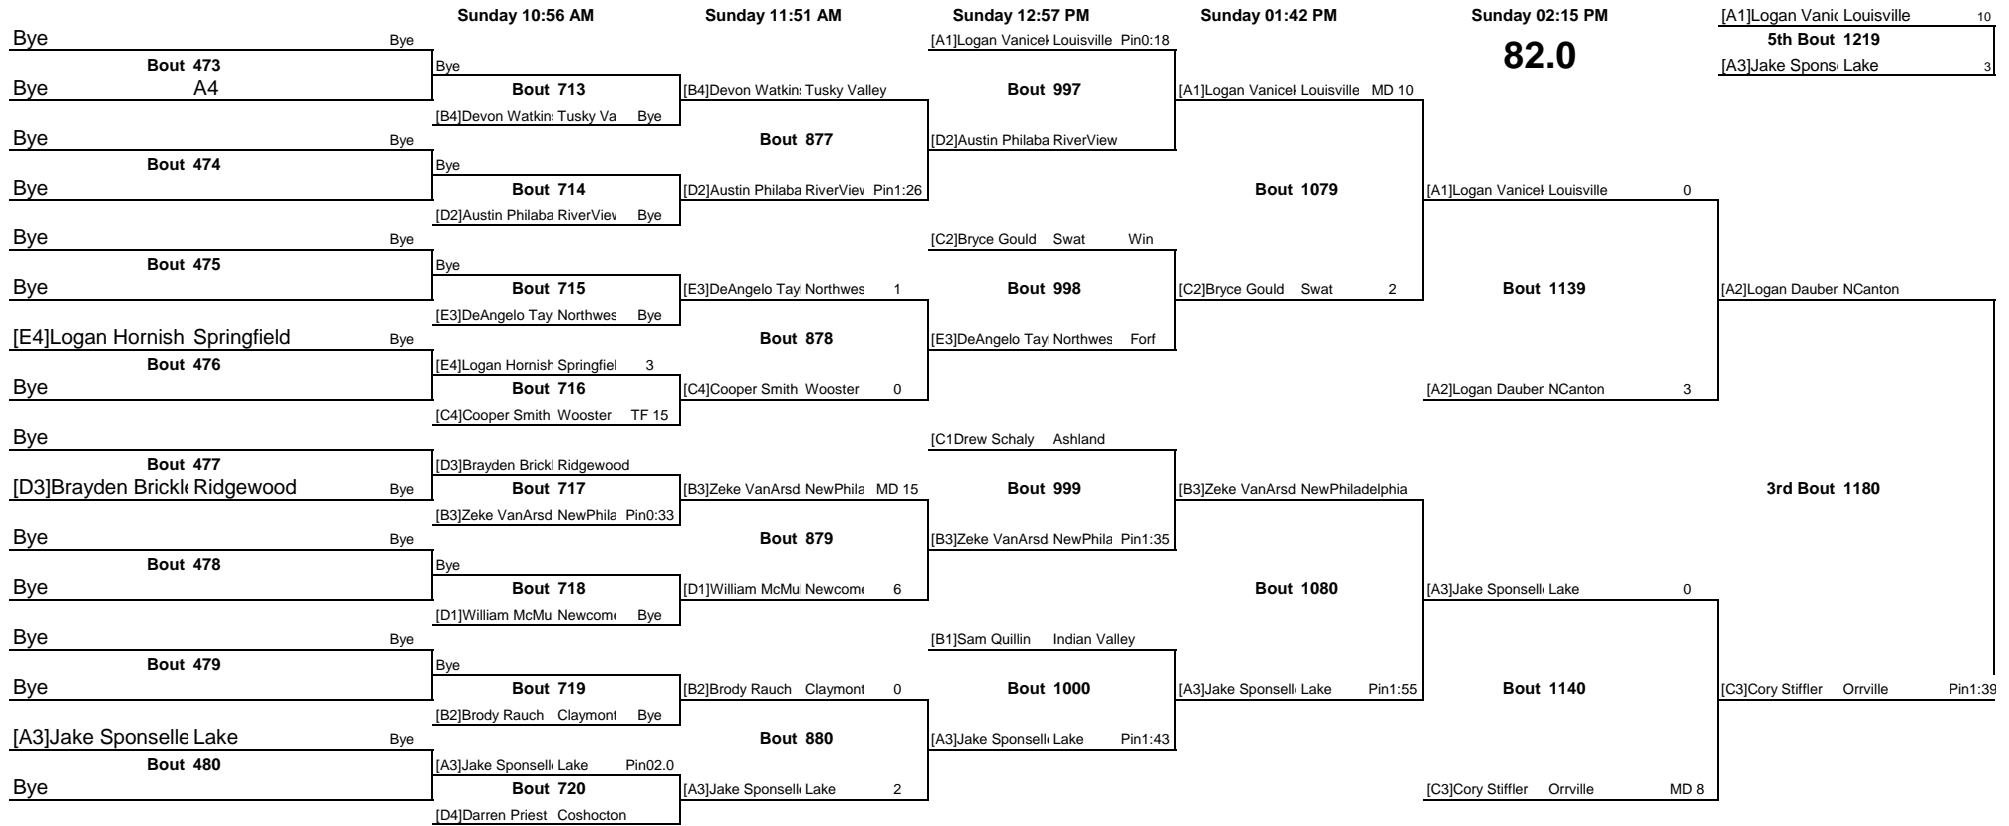 Sunday 10:56 AM Sunday 11:51 AM Sunday 12:57 PM Sunday 01:42 PM Sunday 02:15 PM [A1]Logan Vanic Louisville 10
Bye Bye [A1]Logan Vanicek Louisville Pin0:18 82.0 5th Bout 1219
Bout 473 Bye [A3]Jake Spons Lake 3
Bye A4 Bout 713 [B4]Devon Watkin Tusky Valley Bout 997 [A1]Logan Vanicek Louisville MD 10
[B4]Devon Watkin Tusky Va Bye
Bye Bye Bout 877 [D2]Austin Philaba RiverView
Bout 474 Bye
Bye Bout 714 [D2]Austin Philaba RiverView Pin1:26 Bout 1079 [A1]Logan Vanicek Louisville 0
[D2]Austin Philaba RiverView Bye
Bye Bye [C2]Bryce Gould Swat Win
Bout 475 Bye
Bye Bout 715 [E3]DeAngelo Tay Northwes 1 Bout 998 [C2]Bryce Gould Swat 2 Bout 1139 [A2]Logan Dauber NCanton
[E3]DeAngelo Tay Northwes Bye
[E4]Logan Hornish Springfield Bye Bout 878 [E3]DeAngelo Tay Northwes Forf
Bout 476 [E4]Logan Hornish Springfiel 3
Bye Bout 716 [C4]Cooper Smith Wooster 0 [A2]Logan Dauber NCanton 3
[C4]Cooper Smith Wooster TF 15
Bye [C1Drew Schaly Ashland
Bout 477 [D3]Brayden Brickl Ridgewood
[D3]Brayden Brickle Ridgewood Bye Bout 717 [B3]Zeke VanArsd NewPhila MD 15 Bout 999 [B3]Zeke VanArsd NewPhiladelphia 3rd Bout 1180
[B3]Zeke VanArsd NewPhila Pin0:33
Bye Bye Bout 879 [B3]Zeke VanArsd NewPhila Pin1:35
Bout 478 Bye
Bye Bout 718 [D1]William McMu Newcome 6 Bout 1080 [A3]Jake Sponselle Lake 0
[D1]William McMu Newcome Bye
Bye Bye [B1]Sam Quillin Indian Valley
Bout 479 Bye
Bye Bout 719 [B2]Brody Rauch Claymont 0 Bout 1000 [A3]Jake Sponselle Lake Pin1:55 Bout 1140 [C3]Cory Stiffler Orrville Pin1:39
[B2]Brody Rauch Claymont Bye
[A3]Jake Sponselle Lake Bye Bout 880 [A3]Jake Sponselle Lake Pin1:43
Bout 480 [A3]Jake Sponselle Lake Pin02.0
Bye Bout 720 [A3]Jake Sponselle Lake 2 [C3]Cory Stiffler Orrville MD 8
[D4]Darren Priest Coshocton